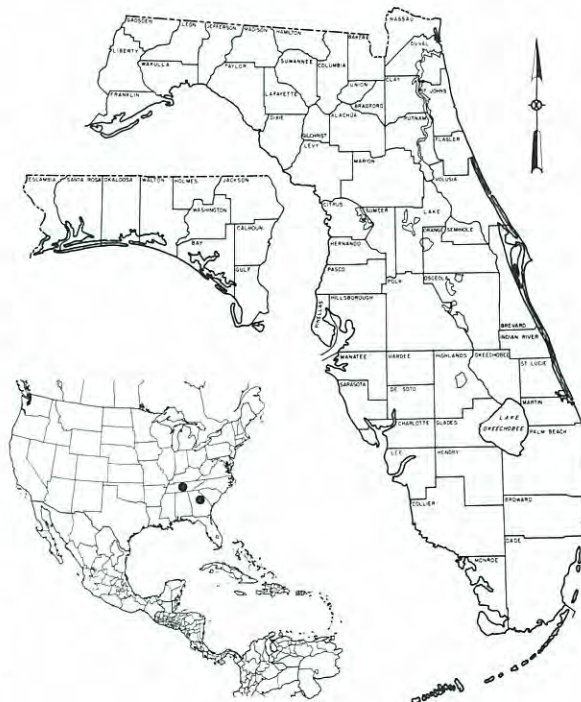 NASSAU
GADSDEN
LEON
JEFFERSON
MADISON
HAMILTON
BAKER
DUVAL
LIBERTY
WAKULLA
TAYLOR
SUWANNEE
COLUMBIA
UNION
CLAY
ST. JOHNS
FRANKLIN
LAFAYETTE
BRADFORD
DIXIE
GILCHRIST
ALACHUA
PUTNAM
FLAGLER
LEVY
MARION
VOLUSIA
ESCAMBIA
SANTA ROSA
OKALOOSA
WALTON
HOLMES
JACKSON
WASHINGTON
CALHOUN
BAY
GULF
CITRUS
SUMTER
LAKE
HERNANDO
ORANGE
SEMINOLE
PASCO
POLK
OSCEOLA
HILLSBOROUGH
PINELLAS
BREVARD
INDIAN RIVER
MANATEE
HARDEE
HIGHLANDS
OKEECHOBEE
ST. LUCIE
SARASOTA
DE SOTO
MARTIN
LAKE
OKEECHOBEE
CHARLOTTE
GLADES
PALM BEACH
LEE
HENDRY
COLLIER
BROWARD
DADE
MONROE